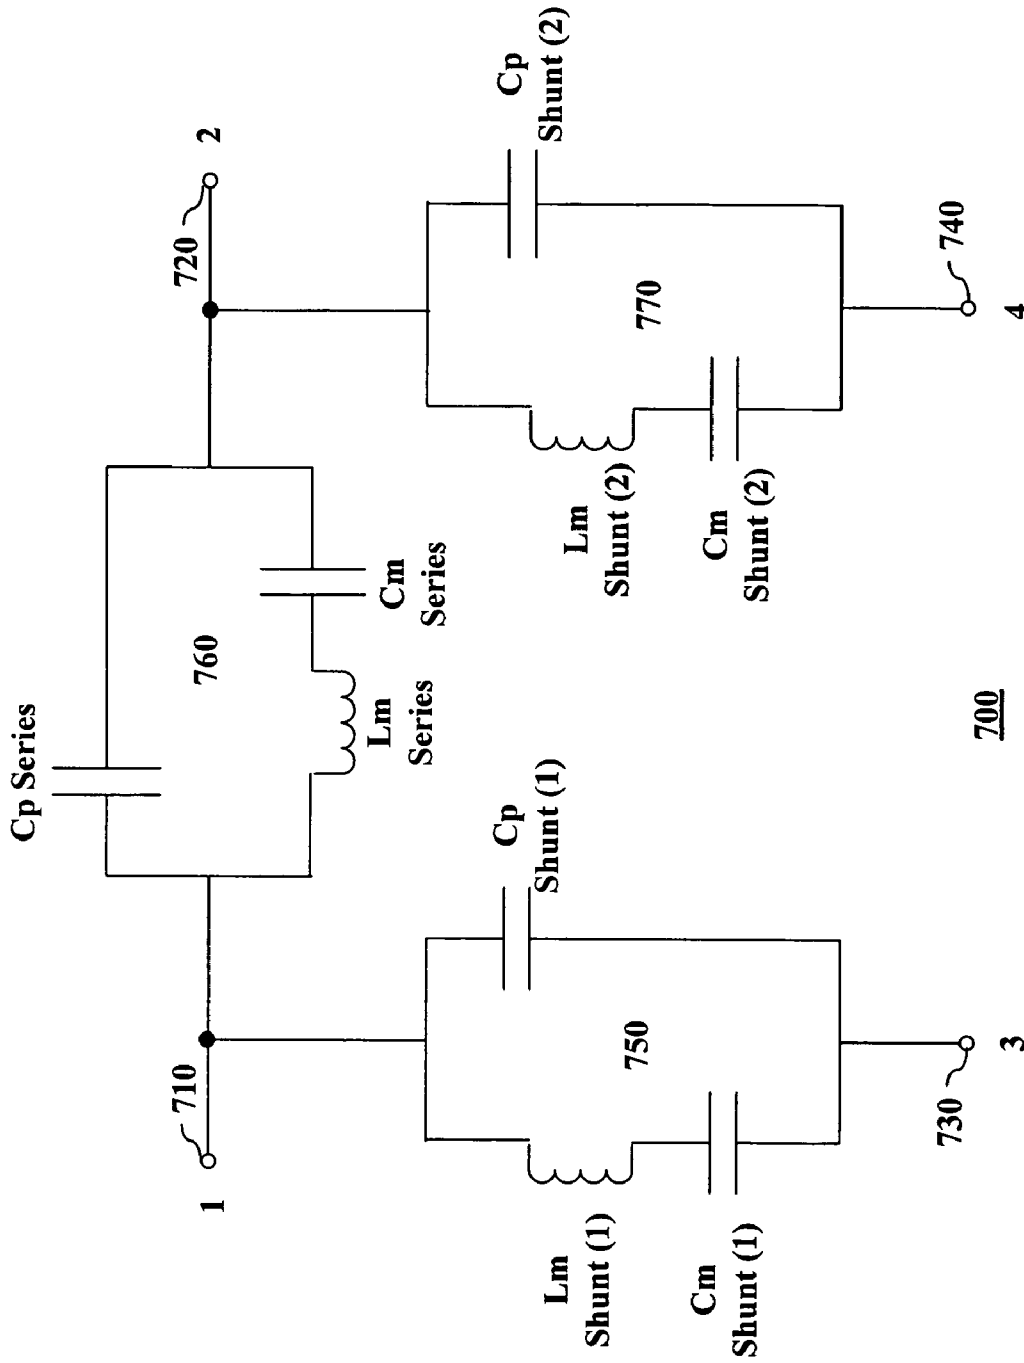 Cp Series
760
Lm
Series
Cm
Series
1
710
720
2
Lm
Shunt (1)
Cm
Shunt (1)
750
Cp
Shunt (1)
730
3
Lm
Shunt (2)
Cm
Shunt (2)
770
Cp
Shunt (2)
740
4
700